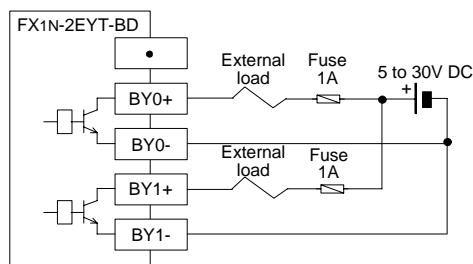 FX1N-2EYT-BD
External
load
Fuse
1A
5 to 30V DC
+
BY0+
BY0-
External
load
Fuse
1A
BY1+
BY1-